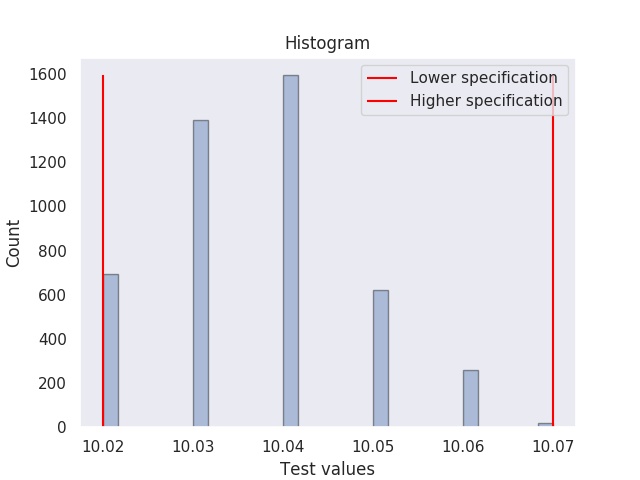 Histogram
Lower specification
Higher specification
1600
1400
1200
1000
800
600
400
200
0
Count
10.02 10.03 10.04 10.05 10.06 10.07
Test values